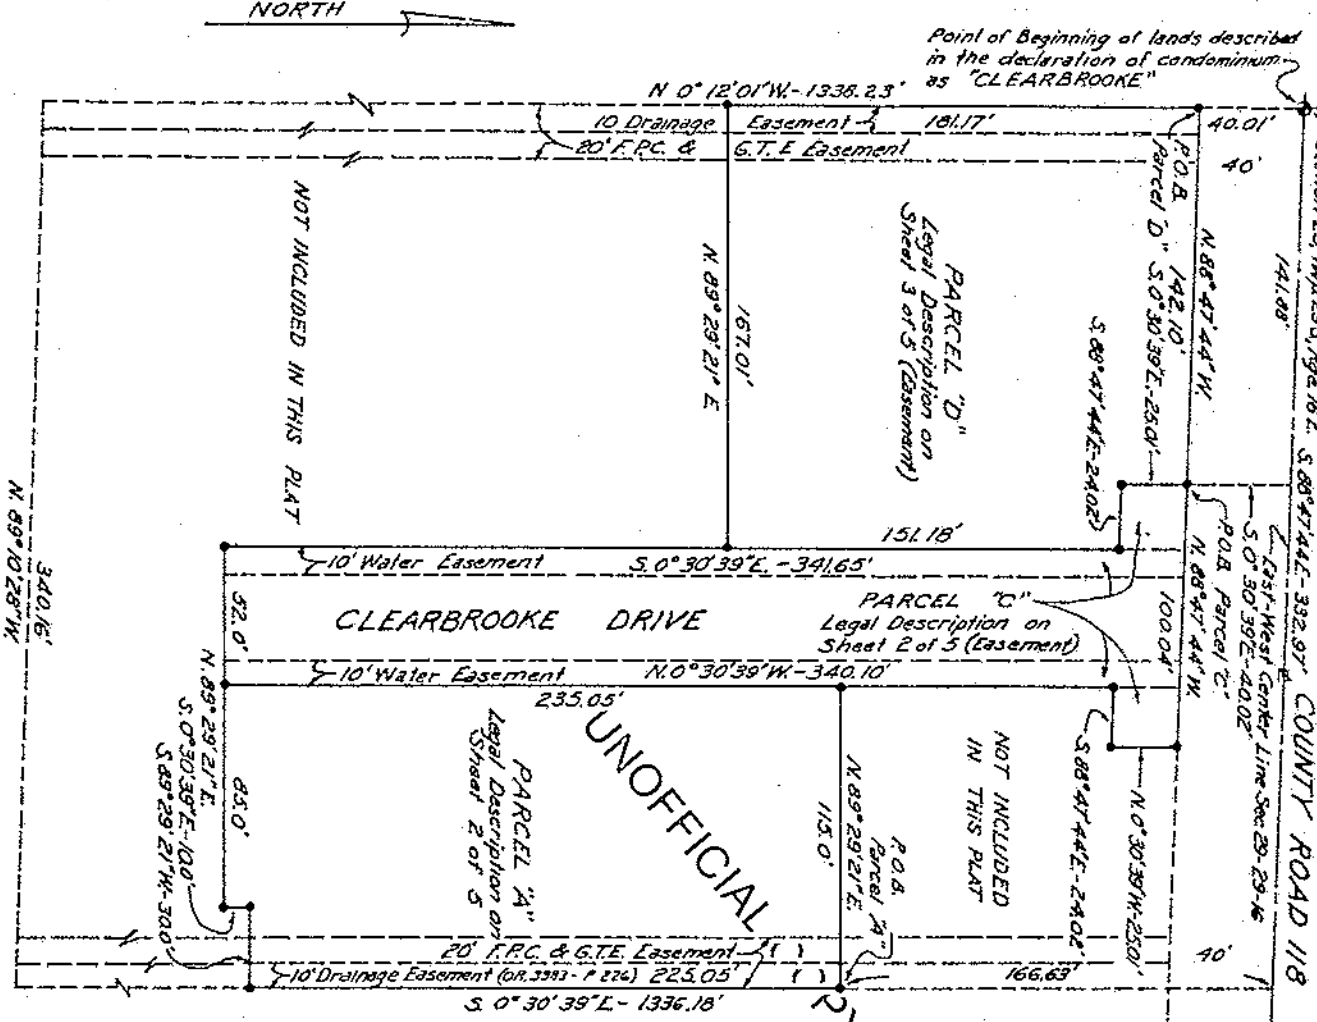 NORTH
Point of Beginning of lands described
in the declaration of condominium
as "CLEARBROOKE"
N 0°12'01"W.- 1336.23'
10 Drainage Easement
181.17'
40.01'
20' F.P.C. & G.T.E Easement
40'
P.O.B.
Parcel "D"
142.10'
S.0°30'39"E.-25.01'
N.88°47'44"W.
141.88'
S.88°47'44E-332.97'
COUNTY ROAD 118
NOT INCLUDED IN THIS PLAT
N. 89°29'21" E
167.01'
PARCEL "D"
Legal Description on
Sheet 3 of 5 (Easement)
S.88°47'44"E-24.02'
P.O.B. Parcel "C"
N.88°47'44"W.
100.04'
S.0°30'39"E-40.02'
East-West Center Line Sec 29-29-16
151.18'
10' Water Easement
S.0°30'39"E.-341.65'
CLEARBROOKE DRIVE
PARCEL "C"
Legal Description on
Sheet 2 of 5 (Easement)
52.0'
10' Water Easement
N.0°30'39"W.-340.10'
235.05'
340.16'
N. 89°10'28"W.
N.89°29'21"E.
85.0'
S.0°30'39"E-10.0'
S.89°29'21"W.-30.0'
PARCEL "A"
Legal Description on
Sheet 2 of 5
UNOFFICIAL
N.89°29'21"E.
115.0'
P.O.B.
Parcel "A"
NOT INCLUDED
IN THIS PLAT
S.88°47'44"E-24.02'
N.0°30'39"W-25.01'
40'
20' F.P.C. & G.T.E. Easement
10' Drainage Easement (OR.3983 - P 226)
225.05'
166.63'
S. 0°30'39"E- 1336.18'